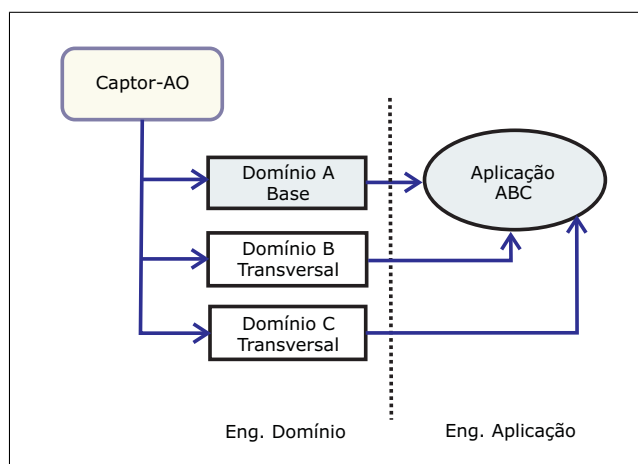 Captor-AO
Domínio A
Base
Aplicação
ABC
Domínio B
Transversal
Domínio C
Transversal
Eng. Domínio
Eng. Aplicação